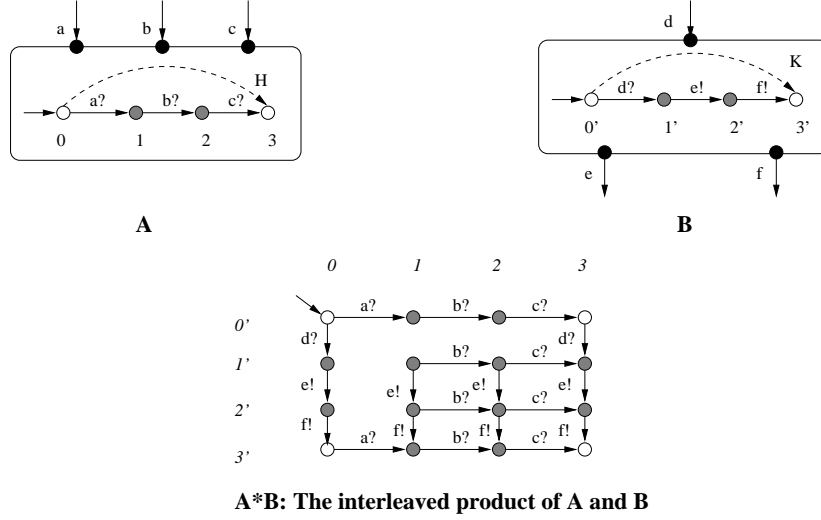 a b c
H
a? b? c?
0 1 2 3
A
d
K
d? e! f!
0' 1' 2' 3'
e f
B
0 1 2 3
a? b? c?
0'
d? d?
b? c?
1'
e! e! e! e!
b? c?
2'
f! f! f! f!
a? b? c?
3'
A*B: The interleaved product of A and B